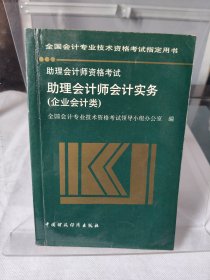 全国会计专业技术资格考试指定用书
助理会计师资格考试
助理会计师会计实务
(企业会计类)
全国会计专业技术资格考试领导小组办公室 编
中国财政经济出版社